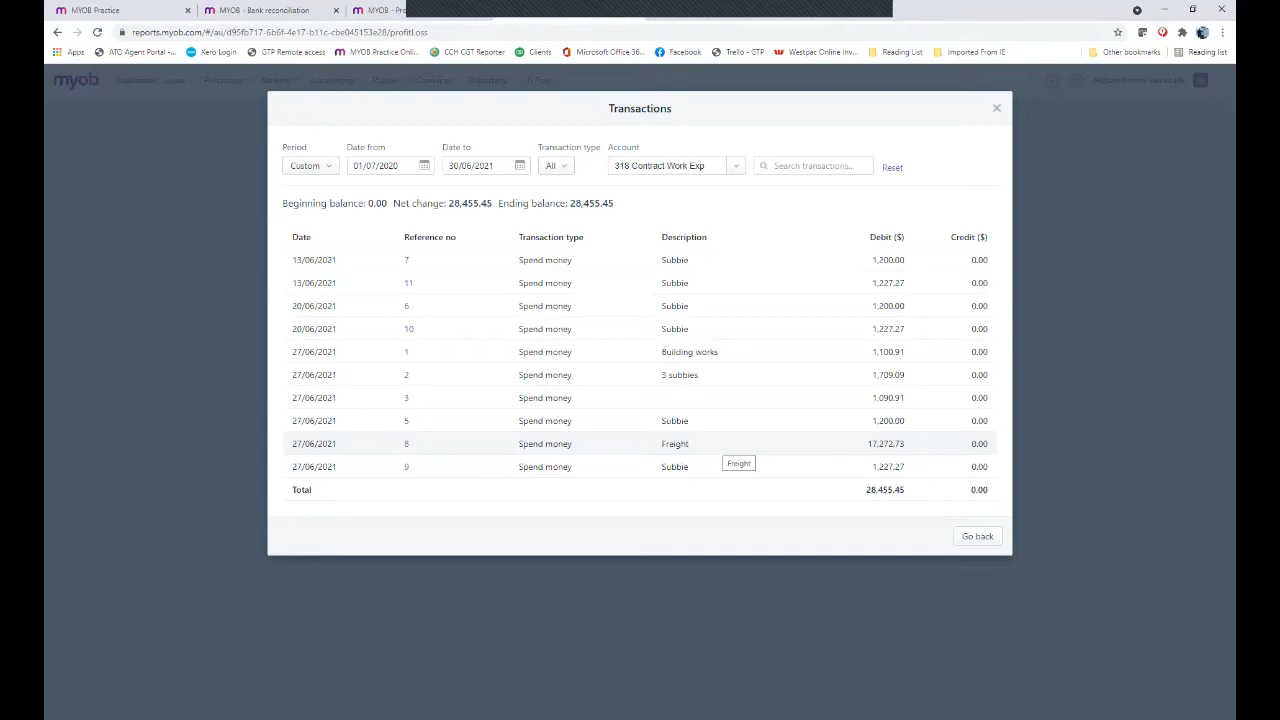 MYOB Practice
MYOB - Bank reconciliation
MYOB - Pro
reports.myob.com/#/au/d95fb717-6b6f-4e17-b11c-cbe045153e28/profitLoss
Apps ATO Agent Portal -... Xero Login GTP Remote access MYOB Practice Onl... CCH CGT Reporter Clients Microsoft Office 36... Facebook Trello - GTP Westpac Online Inv... Reading List Imported From IE Other bookmarks Reading list
myob Dashboard Sales Purchases Banking Accounting Payroll Contacts Reporting
Transactions
Period Date from Date to Transaction type Account
Custom 01/07/2020 30/06/2021 All 318 Contract Work Exp Search transactions... Reset
Beginning balance: 0.00 Net change: 28,455.45 Ending balance: 28,455.45
Date Reference no Transaction type Description Debit ($) Credit ($)
13/06/2021 7 Spend money Subbie 1,200.00 0.00
13/06/2021 11 Spend money Subbie 1,227.27 0.00
20/06/2021 6 Spend money Subbie 1,200.00 0.00
20/06/2021 10 Spend money Subbie 1,227.27 0.00
27/06/2021 1 Spend money Building works 1,100.91 0.00
27/06/2021 2 Spend money 3 subbies 1,709.09 0.00
27/06/2021 3 Spend money 1,090.91 0.00
27/06/2021 5 Spend money Subbie 1,200.00 0.00
27/06/2021 8 Spend money Freight 17,272.73 0.00
Freight
27/06/2021 9 Spend money Subbie 1,227.27 0.00
Total 28,455.45 0.00
Go back